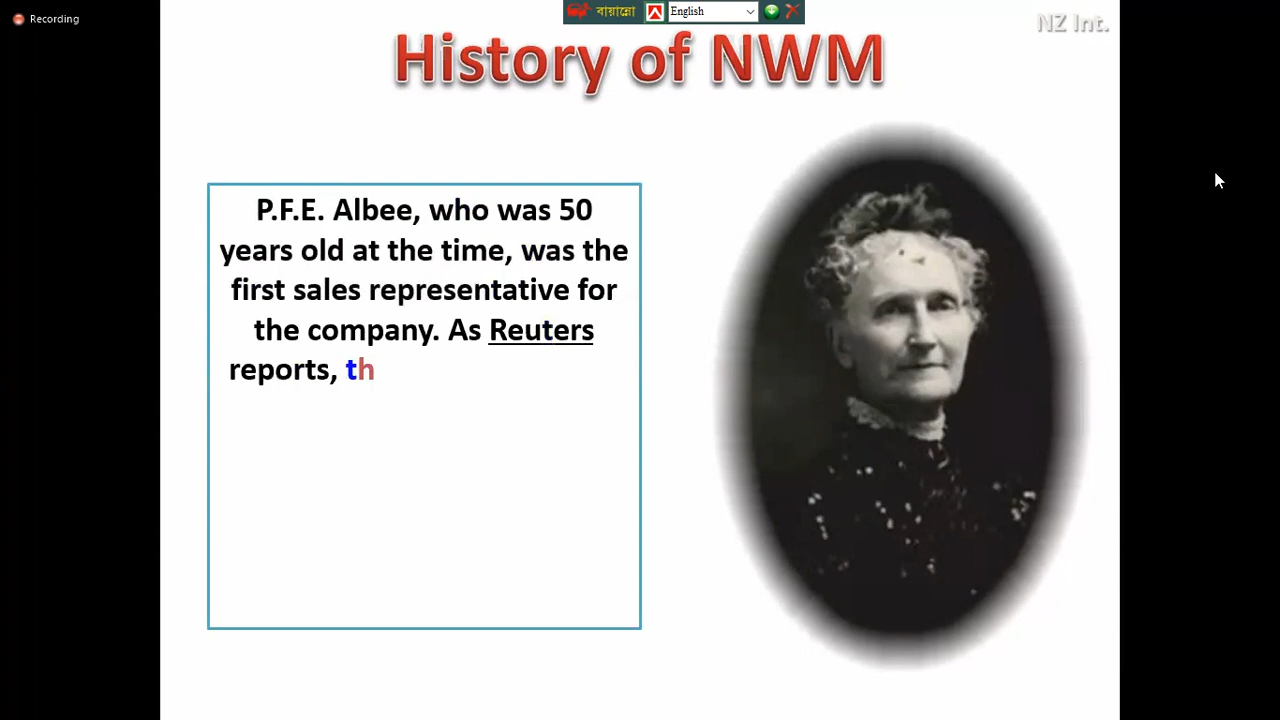 Recording
বায়ান্নো
English
NZ Int.
History of NWM
P.F.E. Albee, who was 50
years old at the time, was the
first sales representative for
the company. As Reuters
reports, th